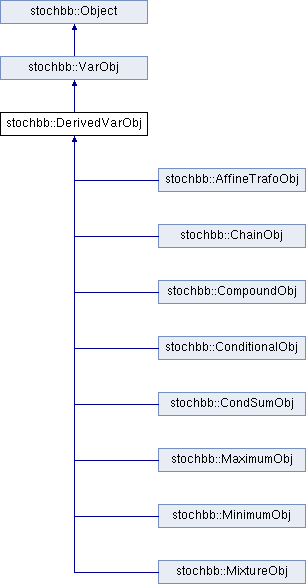 stochbb::Object
stochbb::VarObj
stochbb::DerivedVarObj
stochbb::AffineTrafoObj
stochbb::ChainObj
stochbb::CompoundObj
stochbb::ConditionalObj
stochbb::CondSumObj
stochbb::MaximumObj
stochbb::MinimumObj
stochbb::MixtureObj